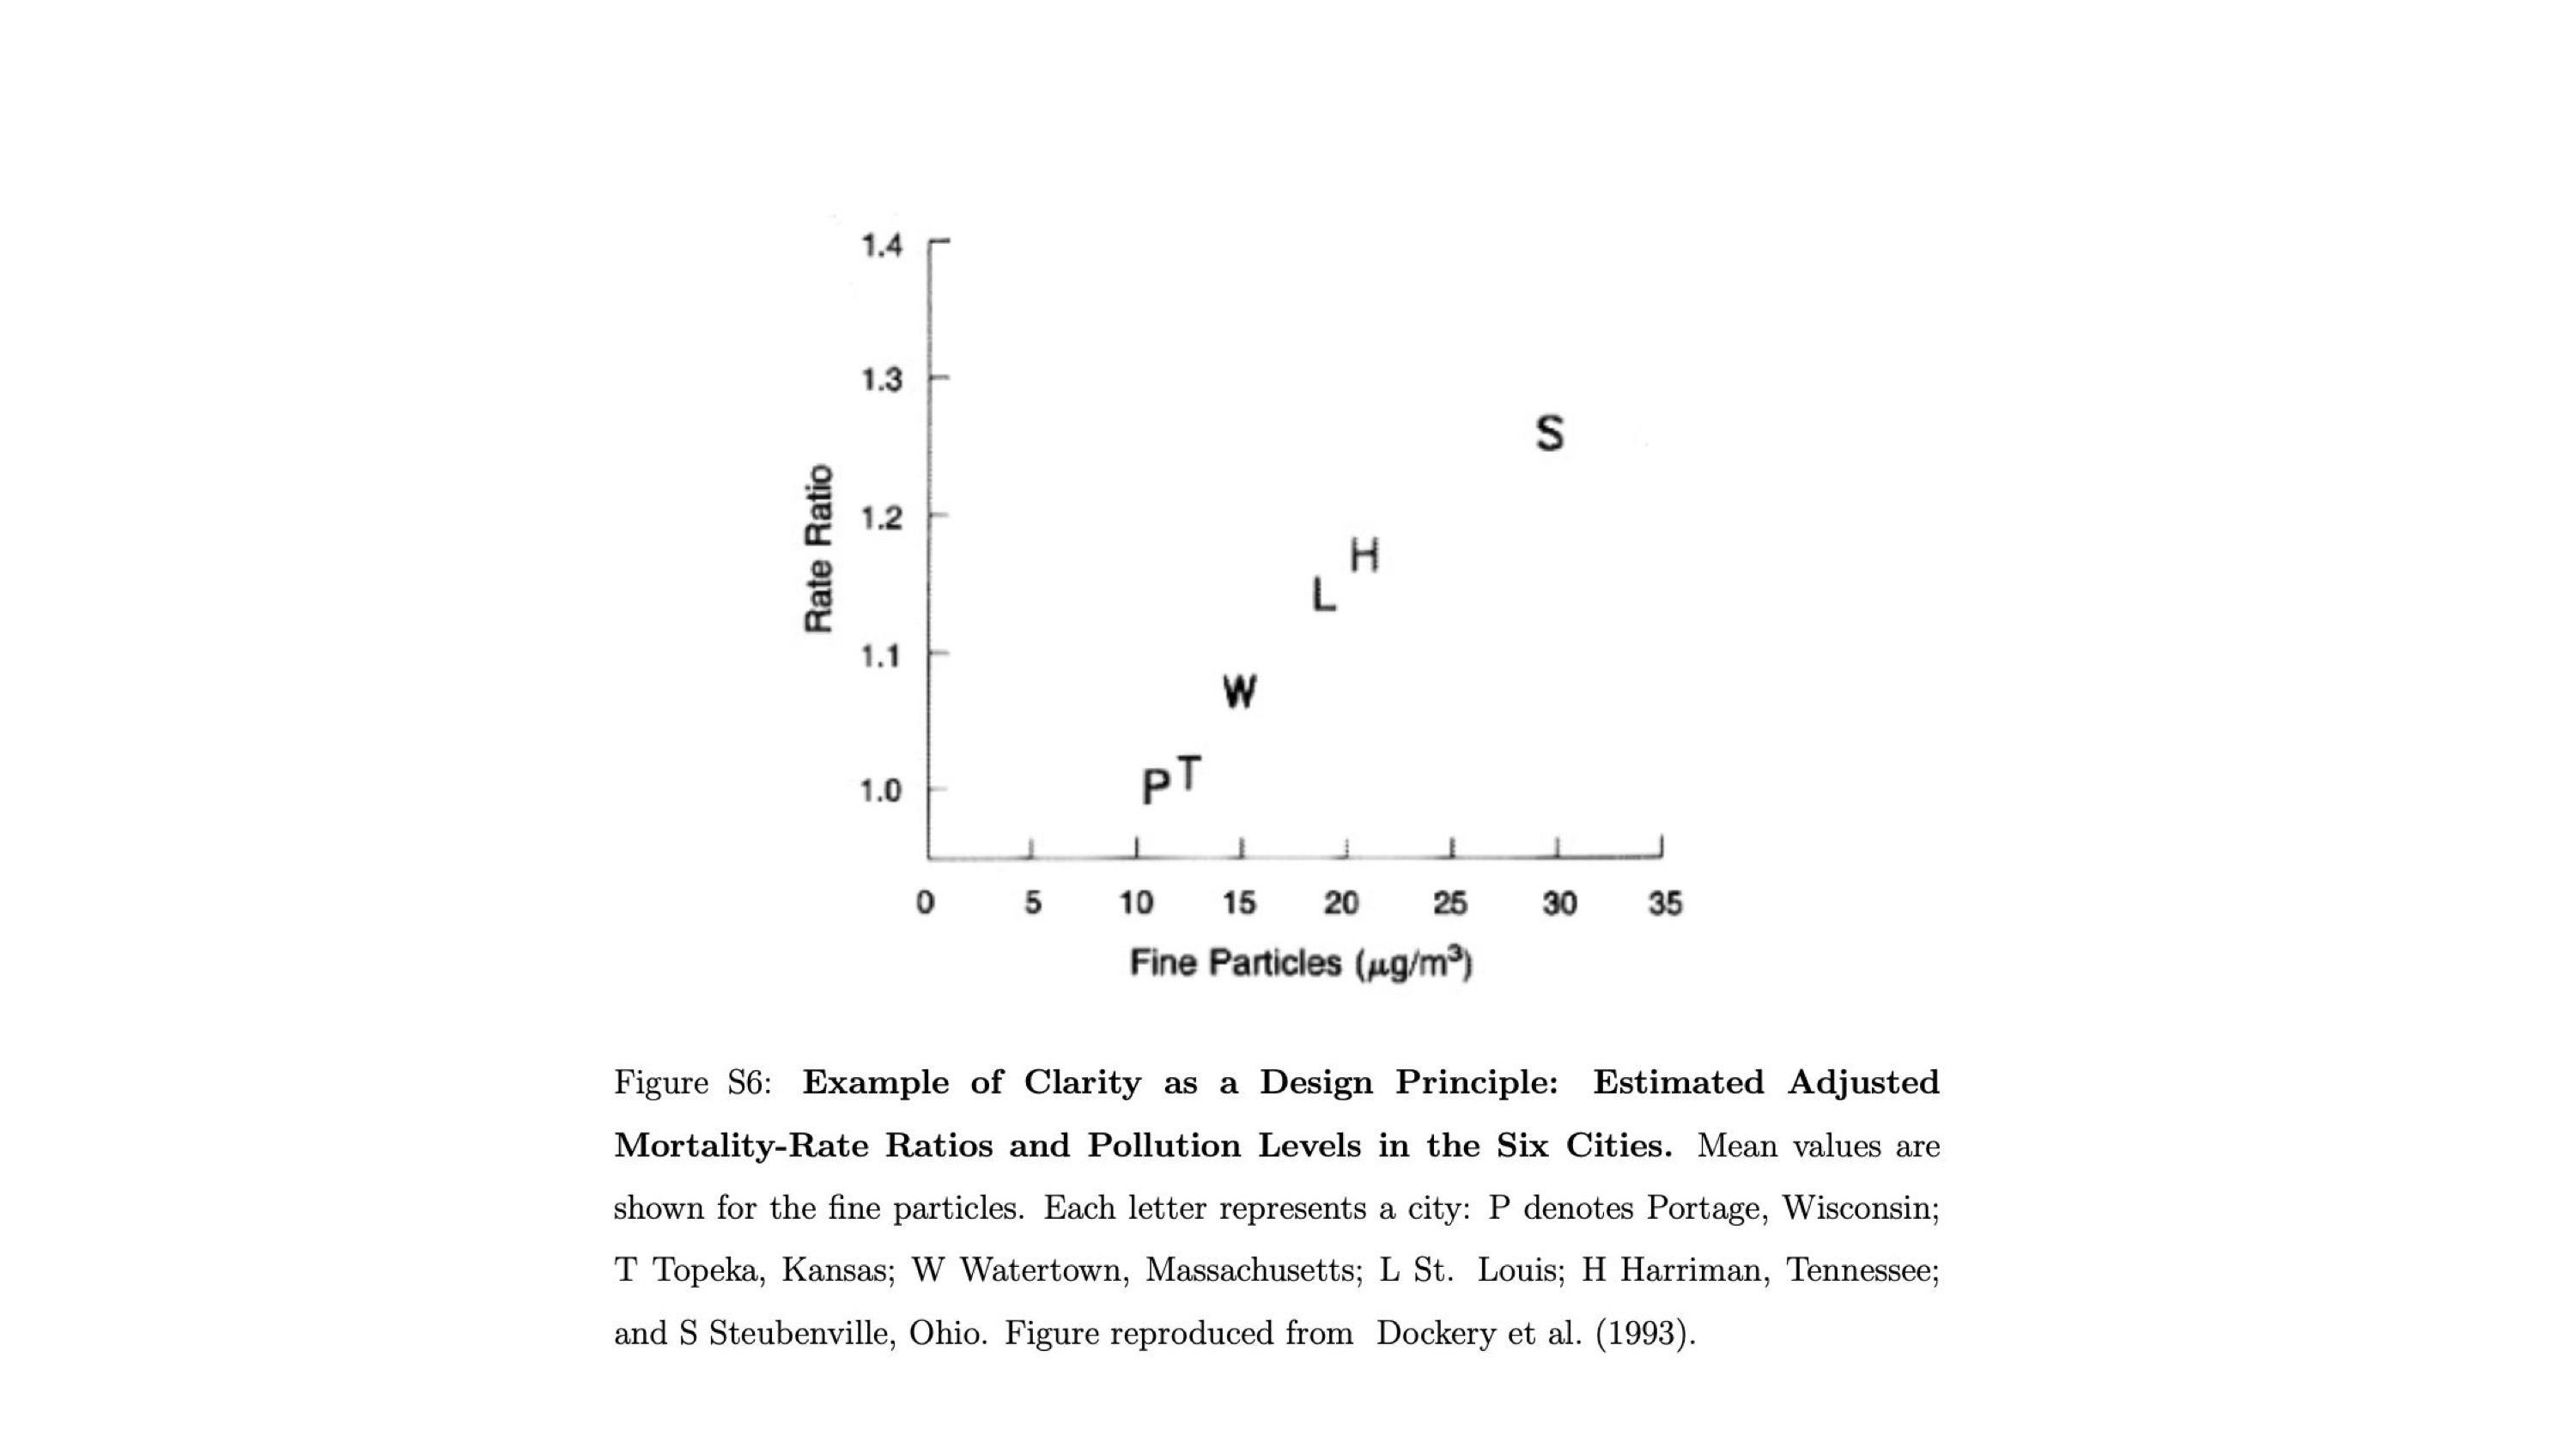 1.4
1.3
1.2
1.1
1.0
Rate Ratio
S
H
L
W
P T
0 5 10 15 20 25 30 35
Fine Particles (μg/m³)
Figure S6: Example of Clarity as a Design Principle: Estimated Adjusted
Mortality-Rate Ratios and Pollution Levels in the Six Cities. Mean values are
shown for the fine particles. Each letter represents a city: P denotes Portage, Wisconsin;
T Topeka, Kansas; W Watertown, Massachusetts; L St. Louis; H Harriman, Tennessee;
and S Steubenville, Ohio. Figure reproduced from Dockery et al. (1993).